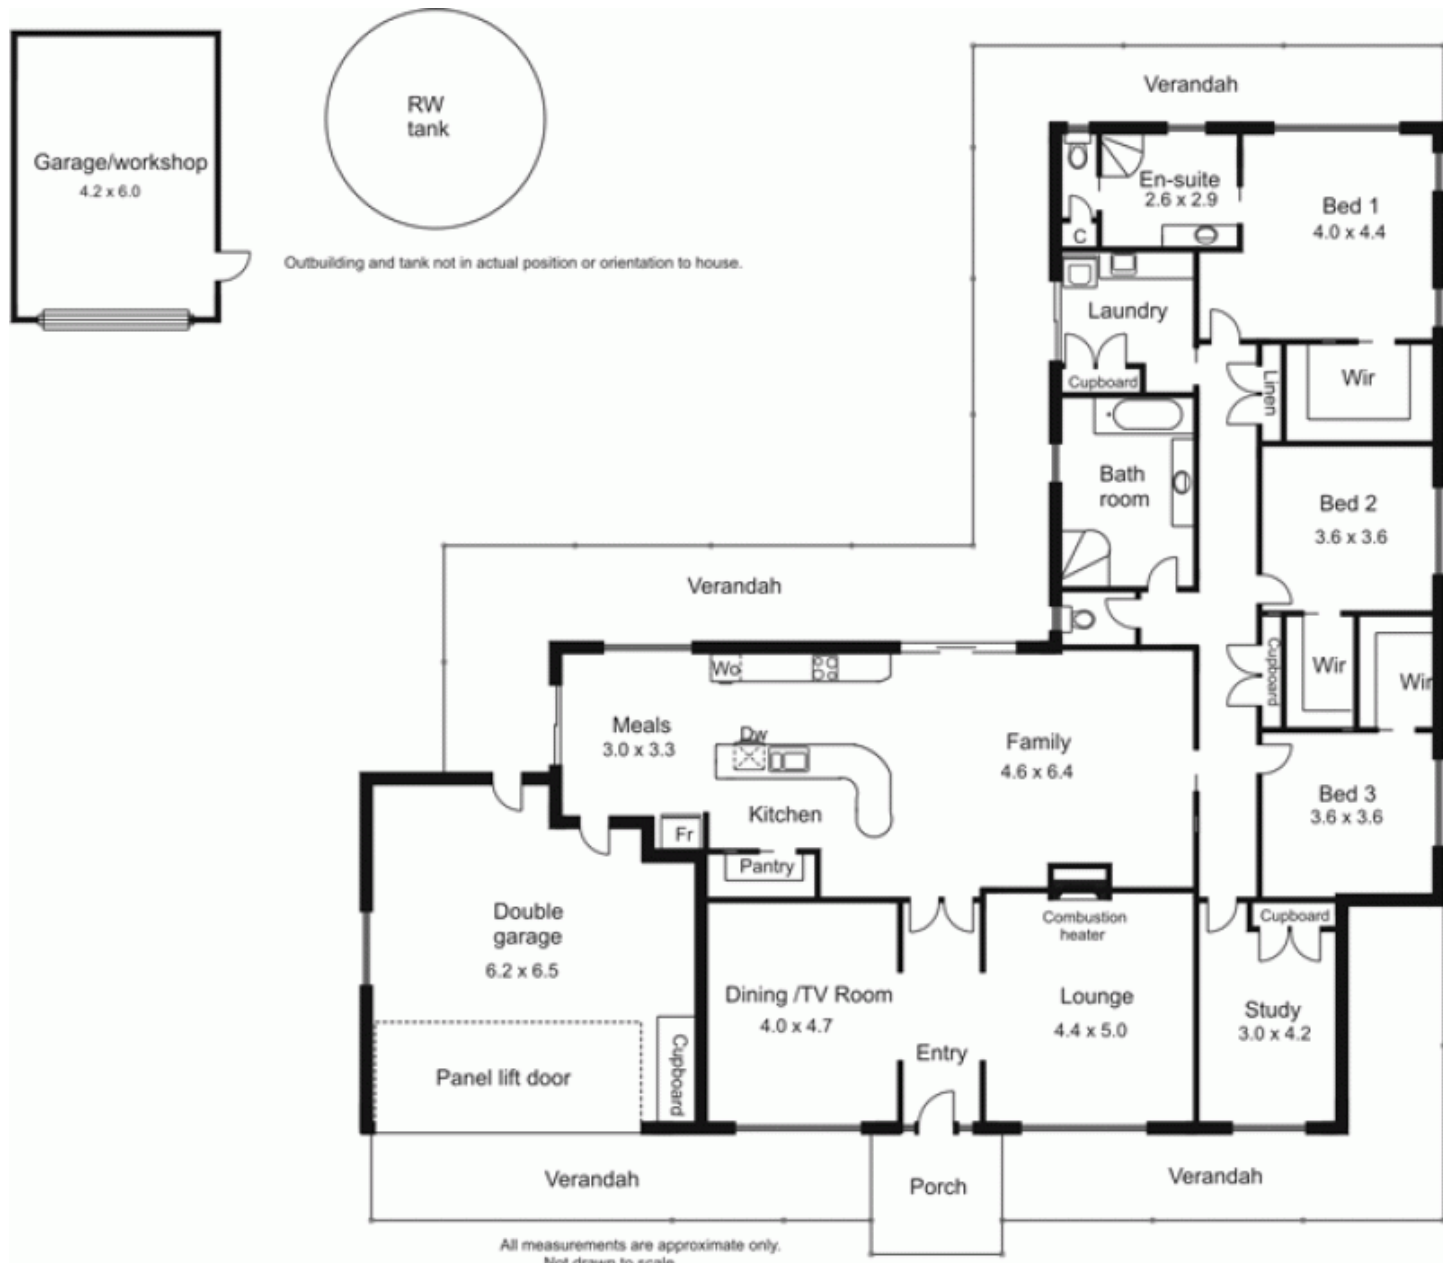 RW
tank
Garage/workshop
4.2 x 6.0
Outbuilding and tank not in actual position or orientation to house.
Verandah
En-suite
2.6 x 2.9
C
Bed 1
4.0 x 4.4
Laundry
Cupboard
Linen
Wir
Bath
room
Bed 2
3.6 x 3.6
Verandah
Cupboard
Wir
Wir
Wo
Meals
3.0 x 3.3
Dw
Family
4.6 x 6.4
Kitchen
Fr
Pantry
Bed 3
3.6 x 3.6
Double
garage
6.2 x 6.5
Combustion
heater
Cupboard
Dining /TV Room
4.0 x 4.7
Lounge
4.4 x 5.0
Study
3.0 x 4.2
Entry
Panel lift door
Cupboard
Verandah
Porch
Verandah
All measurements are approximate only.
Not drawn to scale